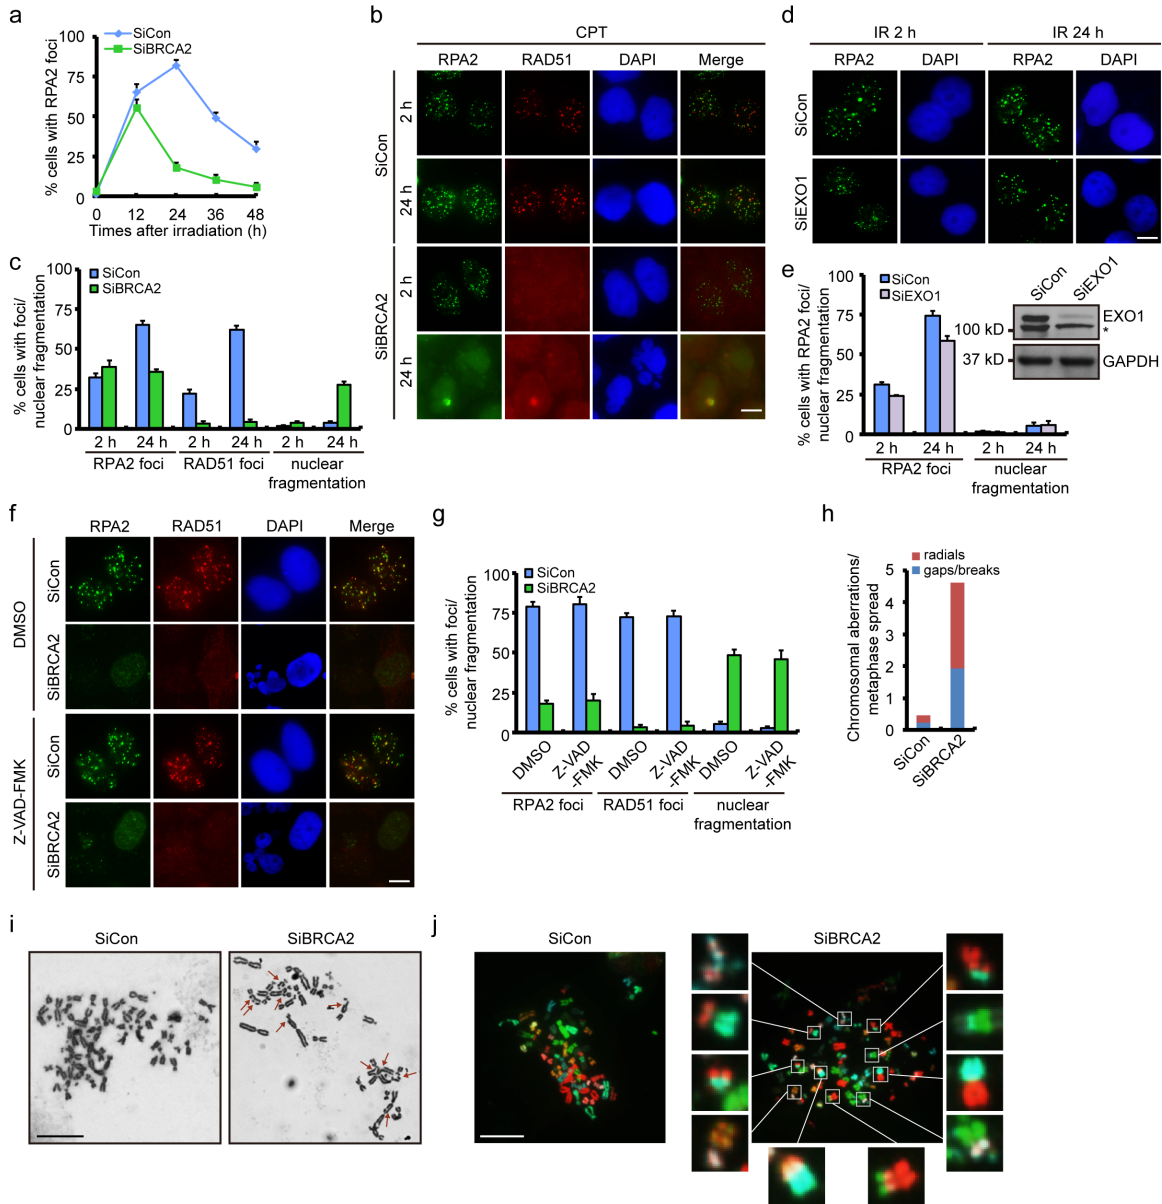 a
SiCon
SiBRCA2
% cells with RPA2 foci
100
75
50
25
0
0 12 24 36 48
Times after irradiation (h)
b
CPT
RPA2 RAD51 DAPI Merge
SiCon
2 h
24 h
SiBRCA2
2 h
24 h
c
SiCon
SiBRCA2
% cells with foci/
nuclear fragmentation
100
75
50
25
0
2 h 24 h 2 h 24 h 2 h 24 h
RPA2 foci RAD51 foci nuclear
fragmentation
d
IR 2 h IR 24 h
RPA2 DAPI RPA2 DAPI
SiCon
SiEXO1
e
SiCon
SiEXO1
% cells with RPA2 foci/
nuclear fragmentation
100
75
50
25
0
2 h 24 h 2 h 24 h
RPA2 foci nuclear
fragmentation
SiCon SiEXO1
EXO1
100 kD *
37 kD GAPDH
f
RPA2 RAD51 DAPI Merge
DMSO
SiCon
SiBRCA2
Z-VAD-FMK
SiCon
SiBRCA2
g
SiCon
SiBRCA2
% cells with foci/
nuclear fragmentation
100
75
50
25
0
DMSO Z-VAD
-FMK DMSO Z-VAD
-FMK DMSO Z-VAD
-FMK
RPA2 foci RAD51 foci nuclear
fragmentation
h
radials
gaps/breaks
Chromosomal aberrations/
metaphase spread
5
4
3
2
1
0
SiCon SiBRCA2
i
SiCon SiBRCA2
j
SiCon SiBRCA2